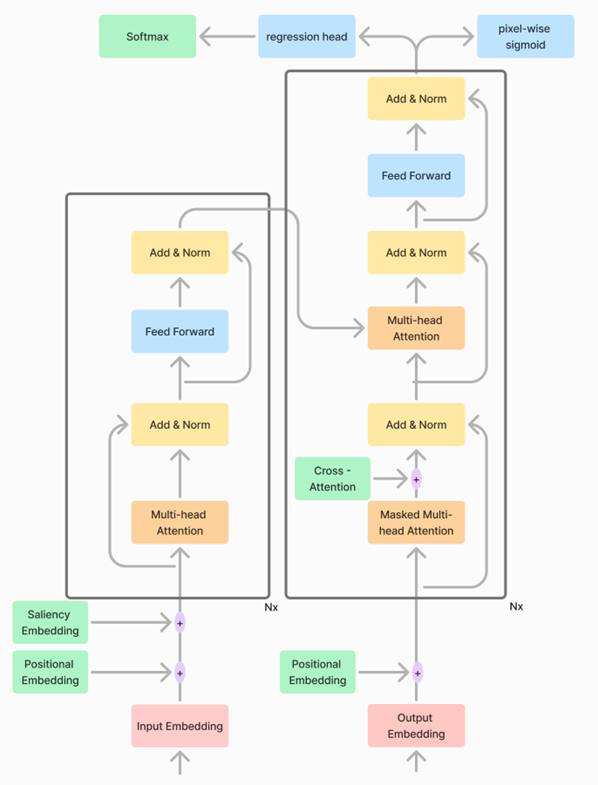 Softmax
regression head
pixel-wise
sigmoid
Add & Norm
Feed Forward
Add & Norm
Add & Norm
Multi-head
Attention
Feed Forward
Add & Norm
Add & Norm
Cross -
Attention
+
Multi-head
Attention
Masked Multi-
head Attention
Nx
Nx
Saliency
Embedding
+
Positional
Embedding
+
Positional
Embedding
+
Input Embedding
Output
Embedding